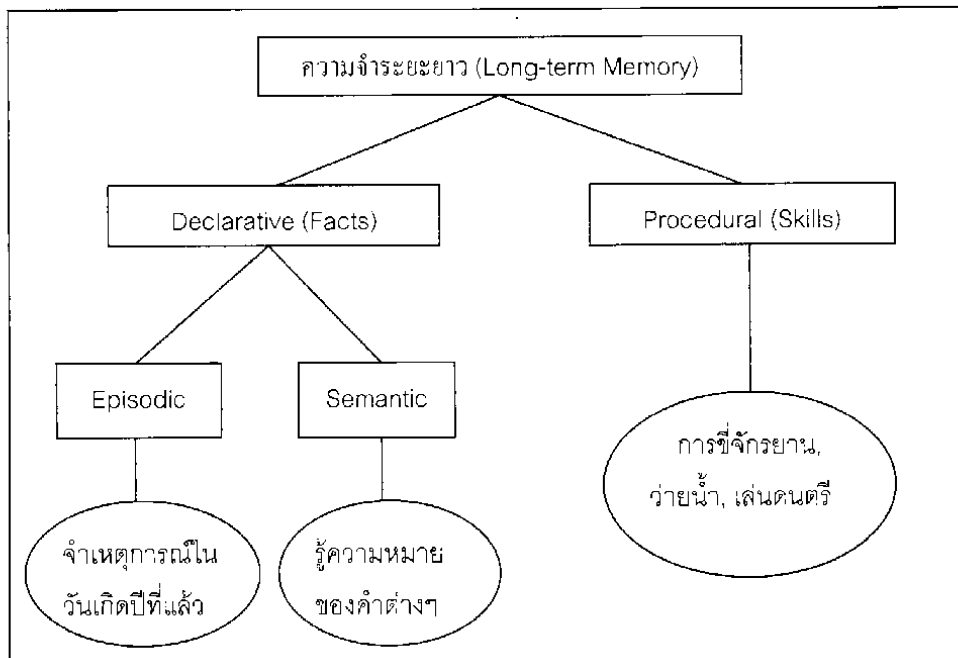 ความจำระยะยาว (Long-term Memory)
Declarative (Facts)
Procedural (Skills)
Episodic
Semantic
การขี่จักรยาน,
ว่ายน้ำ, เล่นดนตรี
จำเหตุการณ์ใน
วันเกิดปีที่แล้ว
รู้ความหมาย
ของคำต่างๆ